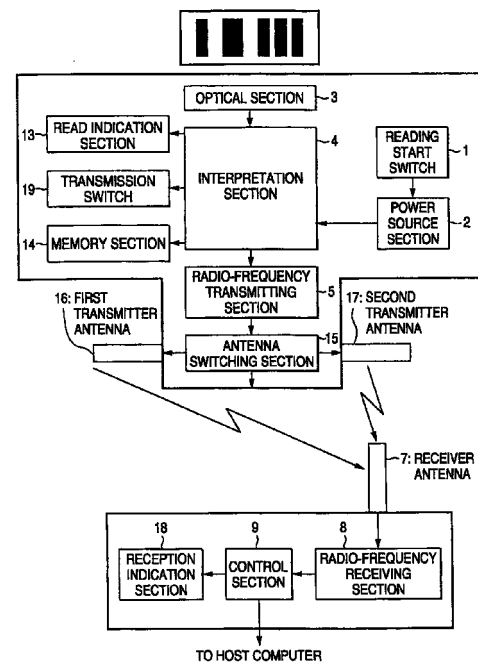 OPTICAL SECTION
3
13
READ INDICATION
SECTION
4
READING
START
SWITCH
1
19
TRANSMISSION
SWITCH
INTERPRETATION
SECTION
POWER
SOURCE
SECTION
2
14
MEMORY SECTION
RADIO-FREQUENCY
TRANSMITTING
SECTION
5
16: FIRST
TRANSMITTER
ANTENNA
17: SECOND
TRANSMITTER
ANTENNA
15
ANTENNA
SWITCHING SECTION
7: RECEIVER
ANTENNA
18
9
8
RECEPTION
INDICATION
SECTION
CONTROL
SECTION
RADIO-FREQUENCY
RECEIVING
SECTION
TO HOST COMPUTER